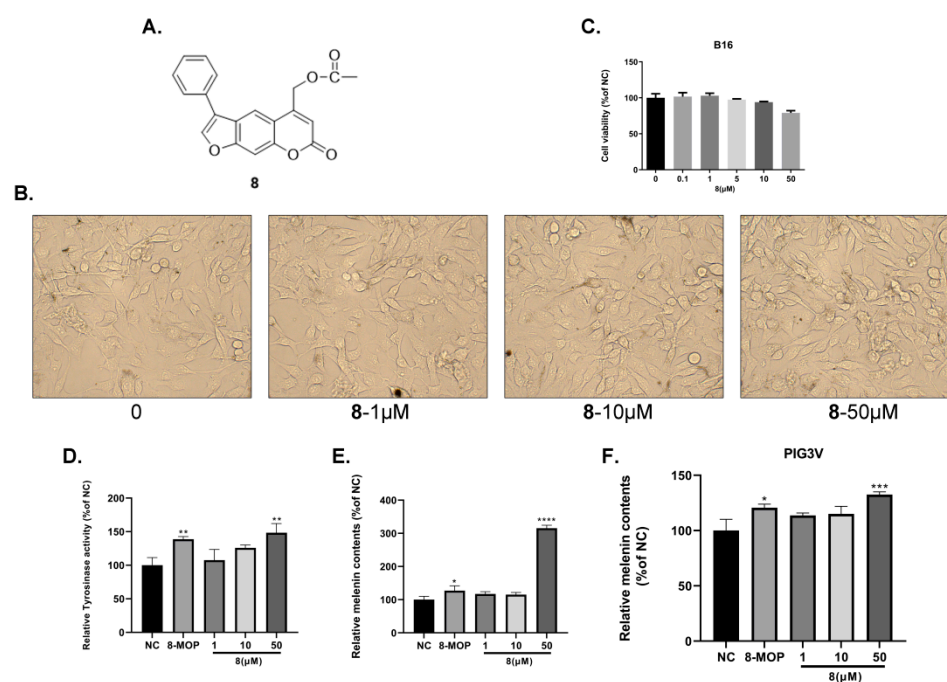 A.
O
O
O
O
O
8
C.
B16
Cell viability (%of NC)
150
100
50
0
0 0.1 1 5 10 50
8(μM)
B.
0
8-1μM
8-10μM
8-50μM
D.
Relative Tyrosinase activity (%of NC)
200
150
100
50
0
** **
NC 8-MOP 1 10 50
8(μM)
E.
Relative melenin contents (%of NC)
400
300
200
100
0
* ****
NC 8-MOP 1 10 50
8(μM)
F.
PIG3V
Relative melenin contents
(%of NC)
150
100
50
0
* ***
NC 8-MOP 1 10 50
8(μM)